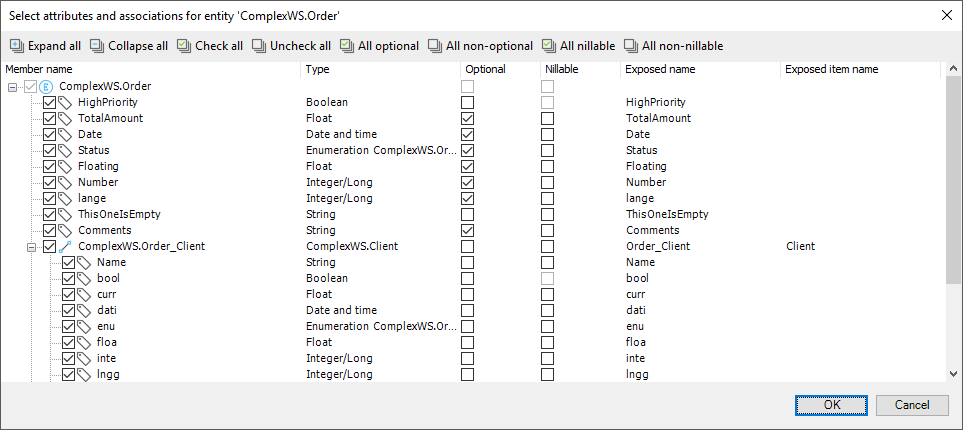 Select attributes and associations for entity 'ComplexWS.Order'
Expand all Collapse all Check all Uncheck all All optional All non-optional All nillable All non-nillable
Member name Type Optional Nillable Exposed name Exposed item name
ComplexWS.Order
HighPriority Boolean HighPriority
TotalAmount Float TotalAmount
Date Date and time Date
Status Enumeration ComplexWS.Or... Status
Floating Float Floating
Number Integer/Long Number
lange Integer/Long lange
ThisOneIsEmpty String ThisOneIsEmpty
Comments String Comments
ComplexWS.Order_Client ComplexWS.Client Order_Client Client
Name String Name
bool Boolean bool
curr Float curr
dati Date and time dati
enu Enumeration ComplexWS.Or... enu
floa Float floa
inte Integer/Long inte
lngg Integer/Long lngg
OK Cancel